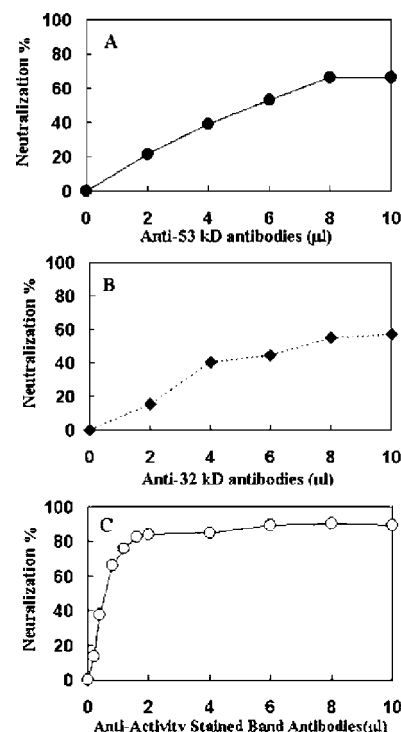 A
Neutralization %
100
80
60
40
20
0
0 2 4 6 8 10
Anti-53 kD antibodies (µl)
B
Neutralization %
100
80
60
40
20
0
0 2 4 6 8 10
Anti-32 kD antibodies (µl)
C
Neuralization %
100
80
60
40
20
0
0 2 4 6 8 10
Anti-Activity Stained Band Antibodies(µl)